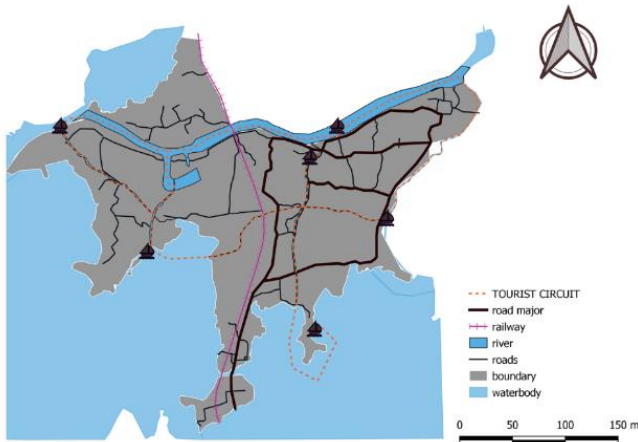 TOURIST CIRCUIT
road major
railway
river
roads
boundary
waterbody
0 50 100 150 m